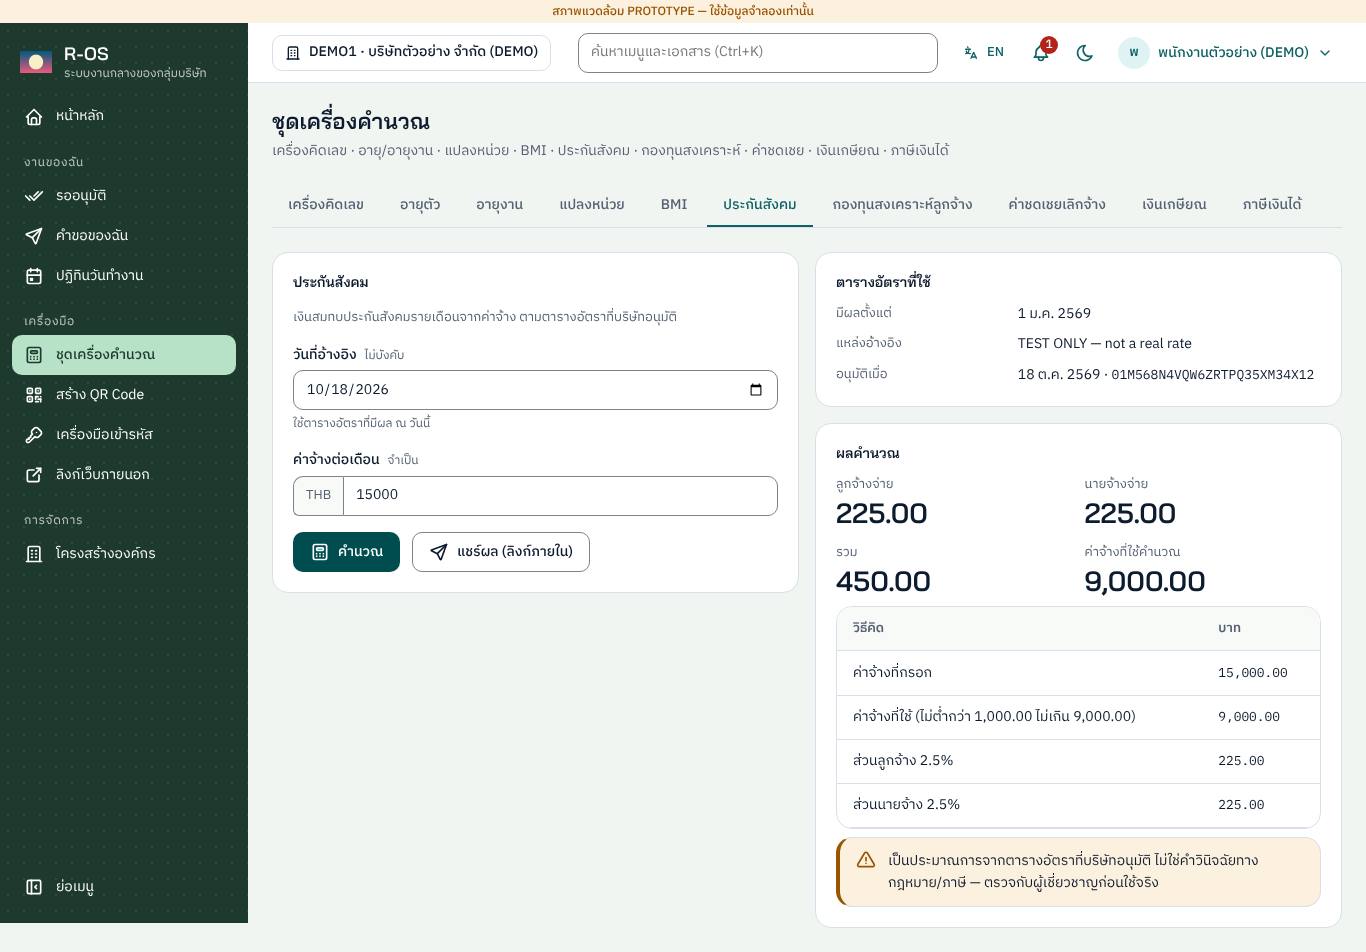 สภาพแวดล้อม PROTOTYPE — ใช้ข้อมูลจำลองเท่านั้น
R-OS
ระบบงานกลางของกลุ่มบริษัท
หน้าหลัก
งานของฉัน
รออนุมัติ
คำขอของฉัน
ปฏิทินวันทำงาน
เครื่องมือ
ชุดเครื่องคำนวณ
สร้าง QR Code
เครื่องมือเข้ารหัส
ลิงก์เว็บภายนอก
การจัดการ
โครงสร้างองค์กร
ย่อเมนู
DEMO1 · บริษัทตัวอย่าง จำกัด (DEMO)
ค้นหาเมนูและเอกสาร (Ctrl+K)
EN
1
พ
พนักงานตัวอย่าง (DEMO)
ชุดเครื่องคำนวณ
เครื่องคิดเลข · อายุ/อายุงาน · แปลงหน่วย · BMI · ประกันสังคม · กองทุนสงเคราะห์ · ค่าชดเชย · เงินเกษียณ · ภาษีเงินได้
เครื่องคิดเลข อายุตัว อายุงาน แปลงหน่วย BMI ประกันสังคม กองทุนสงเคราะห์ลูกจ้าง ค่าชดเชยเลิกจ้าง เงินเกษียณ ภาษีเงินได้
ประกันสังคม
เงินสมทบประกันสังคมรายเดือนจากค่าจ้าง ตามตารางอัตราที่บริษัทอนุมัติ
วันที่อ้างอิง ไม่บังคับ
10/18/2026
ใช้ตารางอัตราที่มีผล ณ วันนี้
ค่าจ้างต่อเดือน จำเป็น
THB 15000
คำนวณ
แชร์ผล (ลิงก์ภายใน)
ตารางอัตราที่ใช้
มีผลตั้งแต่ 1 ม.ค. 2569
แหล่งอ้างอิง TEST ONLY — not a real rate
อนุมัติเมื่อ 18 ต.ค. 2569 · 01M568N4VQW6ZRTPQ35XM34X12
ผลคำนวณ
ลูกจ้างจ่าย นายจ้างจ่าย
225.00 225.00
รวม ค่าจ้างที่ใช้คำนวณ
450.00 9,000.00
วิธีคิด บาท
ค่าจ้างที่กรอก 15,000.00
ค่าจ้างที่ใช้ (ไม่ต่ำกว่า 1,000.00 ไม่เกิน 9,000.00) 9,000.00
ส่วนลูกจ้าง 2.5% 225.00
ส่วนนายจ้าง 2.5% 225.00
เป็นประมาณการจากตารางอัตราที่บริษัทอนุมัติ ไม่ใช่คำวินิจฉัยทาง
กฎหมาย/ภาษี — ตรวจกับผู้เชี่ยวชาญก่อนใช้จริง